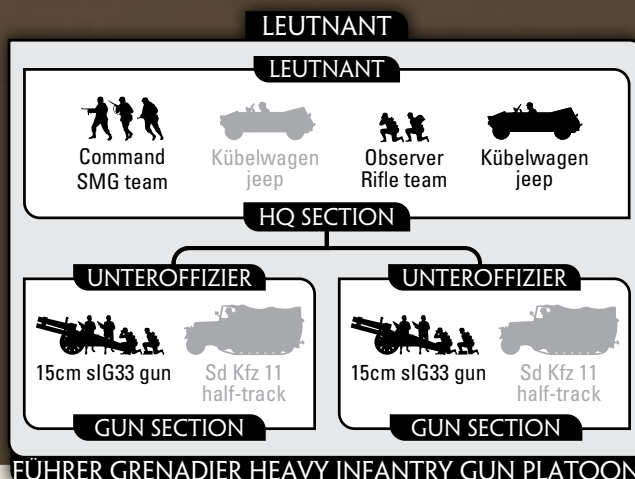 LEUTNANT
LEUTNANT
Command
SMG team
Kübelwagen
jeep
Observer
Rifle team
Kübelwagen
jeep
HQ SECTION
UNTEROFFIZIER
15cm sIG33 gun
Sd Kfz 11
half-track
GUN SECTION
UNTEROFFIZIER
15cm sIG33 gun
Sd Kfz 11
half-track
GUN SECTION
FÜHRER GRENADIER HEAVY INFANTRY GUN PLATOON